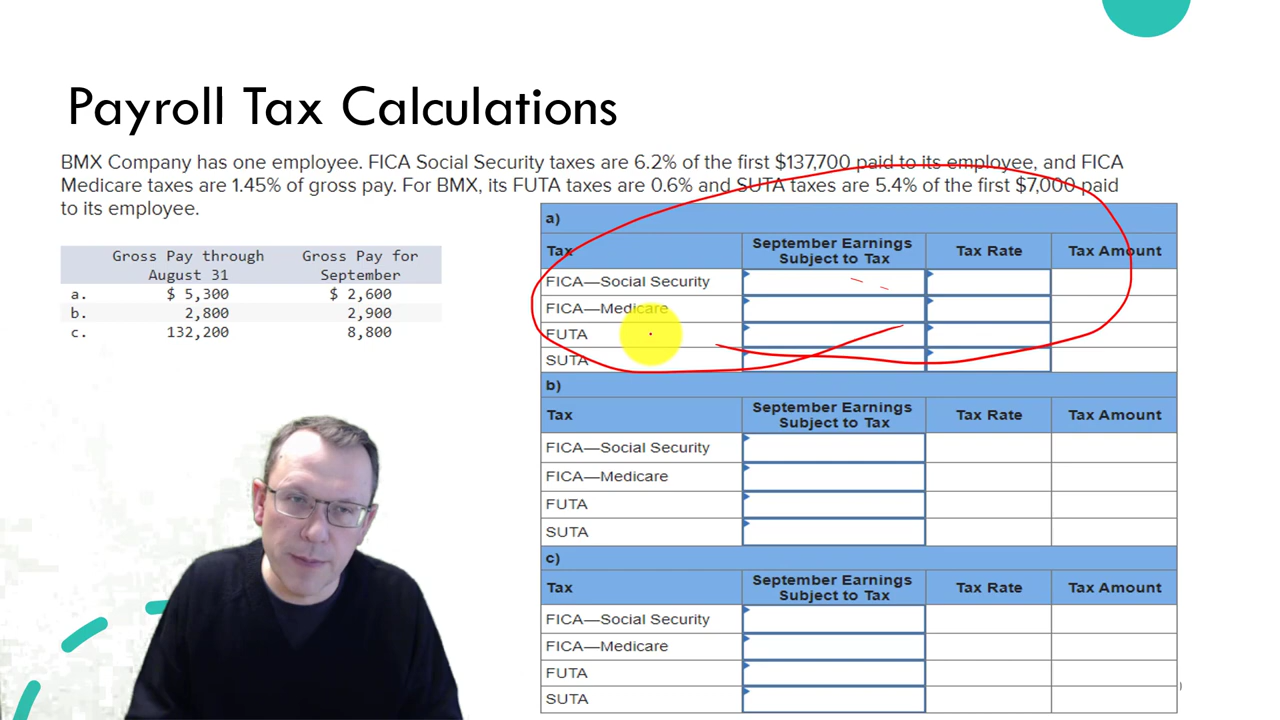 Payroll Tax Calculations
BMX Company has one employee. FICA Social Security taxes are 6.2% of the first $137,700 paid to its employee, and FICA
Medicare taxes are 1.45% of gross pay. For BMX, its FUTA taxes are 0.6% and SUTA taxes are 5.4% of the first $7,000 paid
to its employee.
Gross Pay through Gross Pay for
August 31 September
a. $ 5,300 $ 2,600
b. 2,800 2,900
c. 132,200 8,800
a)
Tax September Earnings Subject to Tax Tax Rate Tax Amount
FICA—Social Security
FICA—Medicare
FUTA
SUTA
b)
Tax September Earnings Subject to Tax Tax Rate Tax Amount
FICA—Social Security
FICA—Medicare
FUTA
SUTA
c)
Tax September Earnings Subject to Tax Tax Rate Tax Amount
FICA—Social Security
FICA—Medicare
FUTA
SUTA